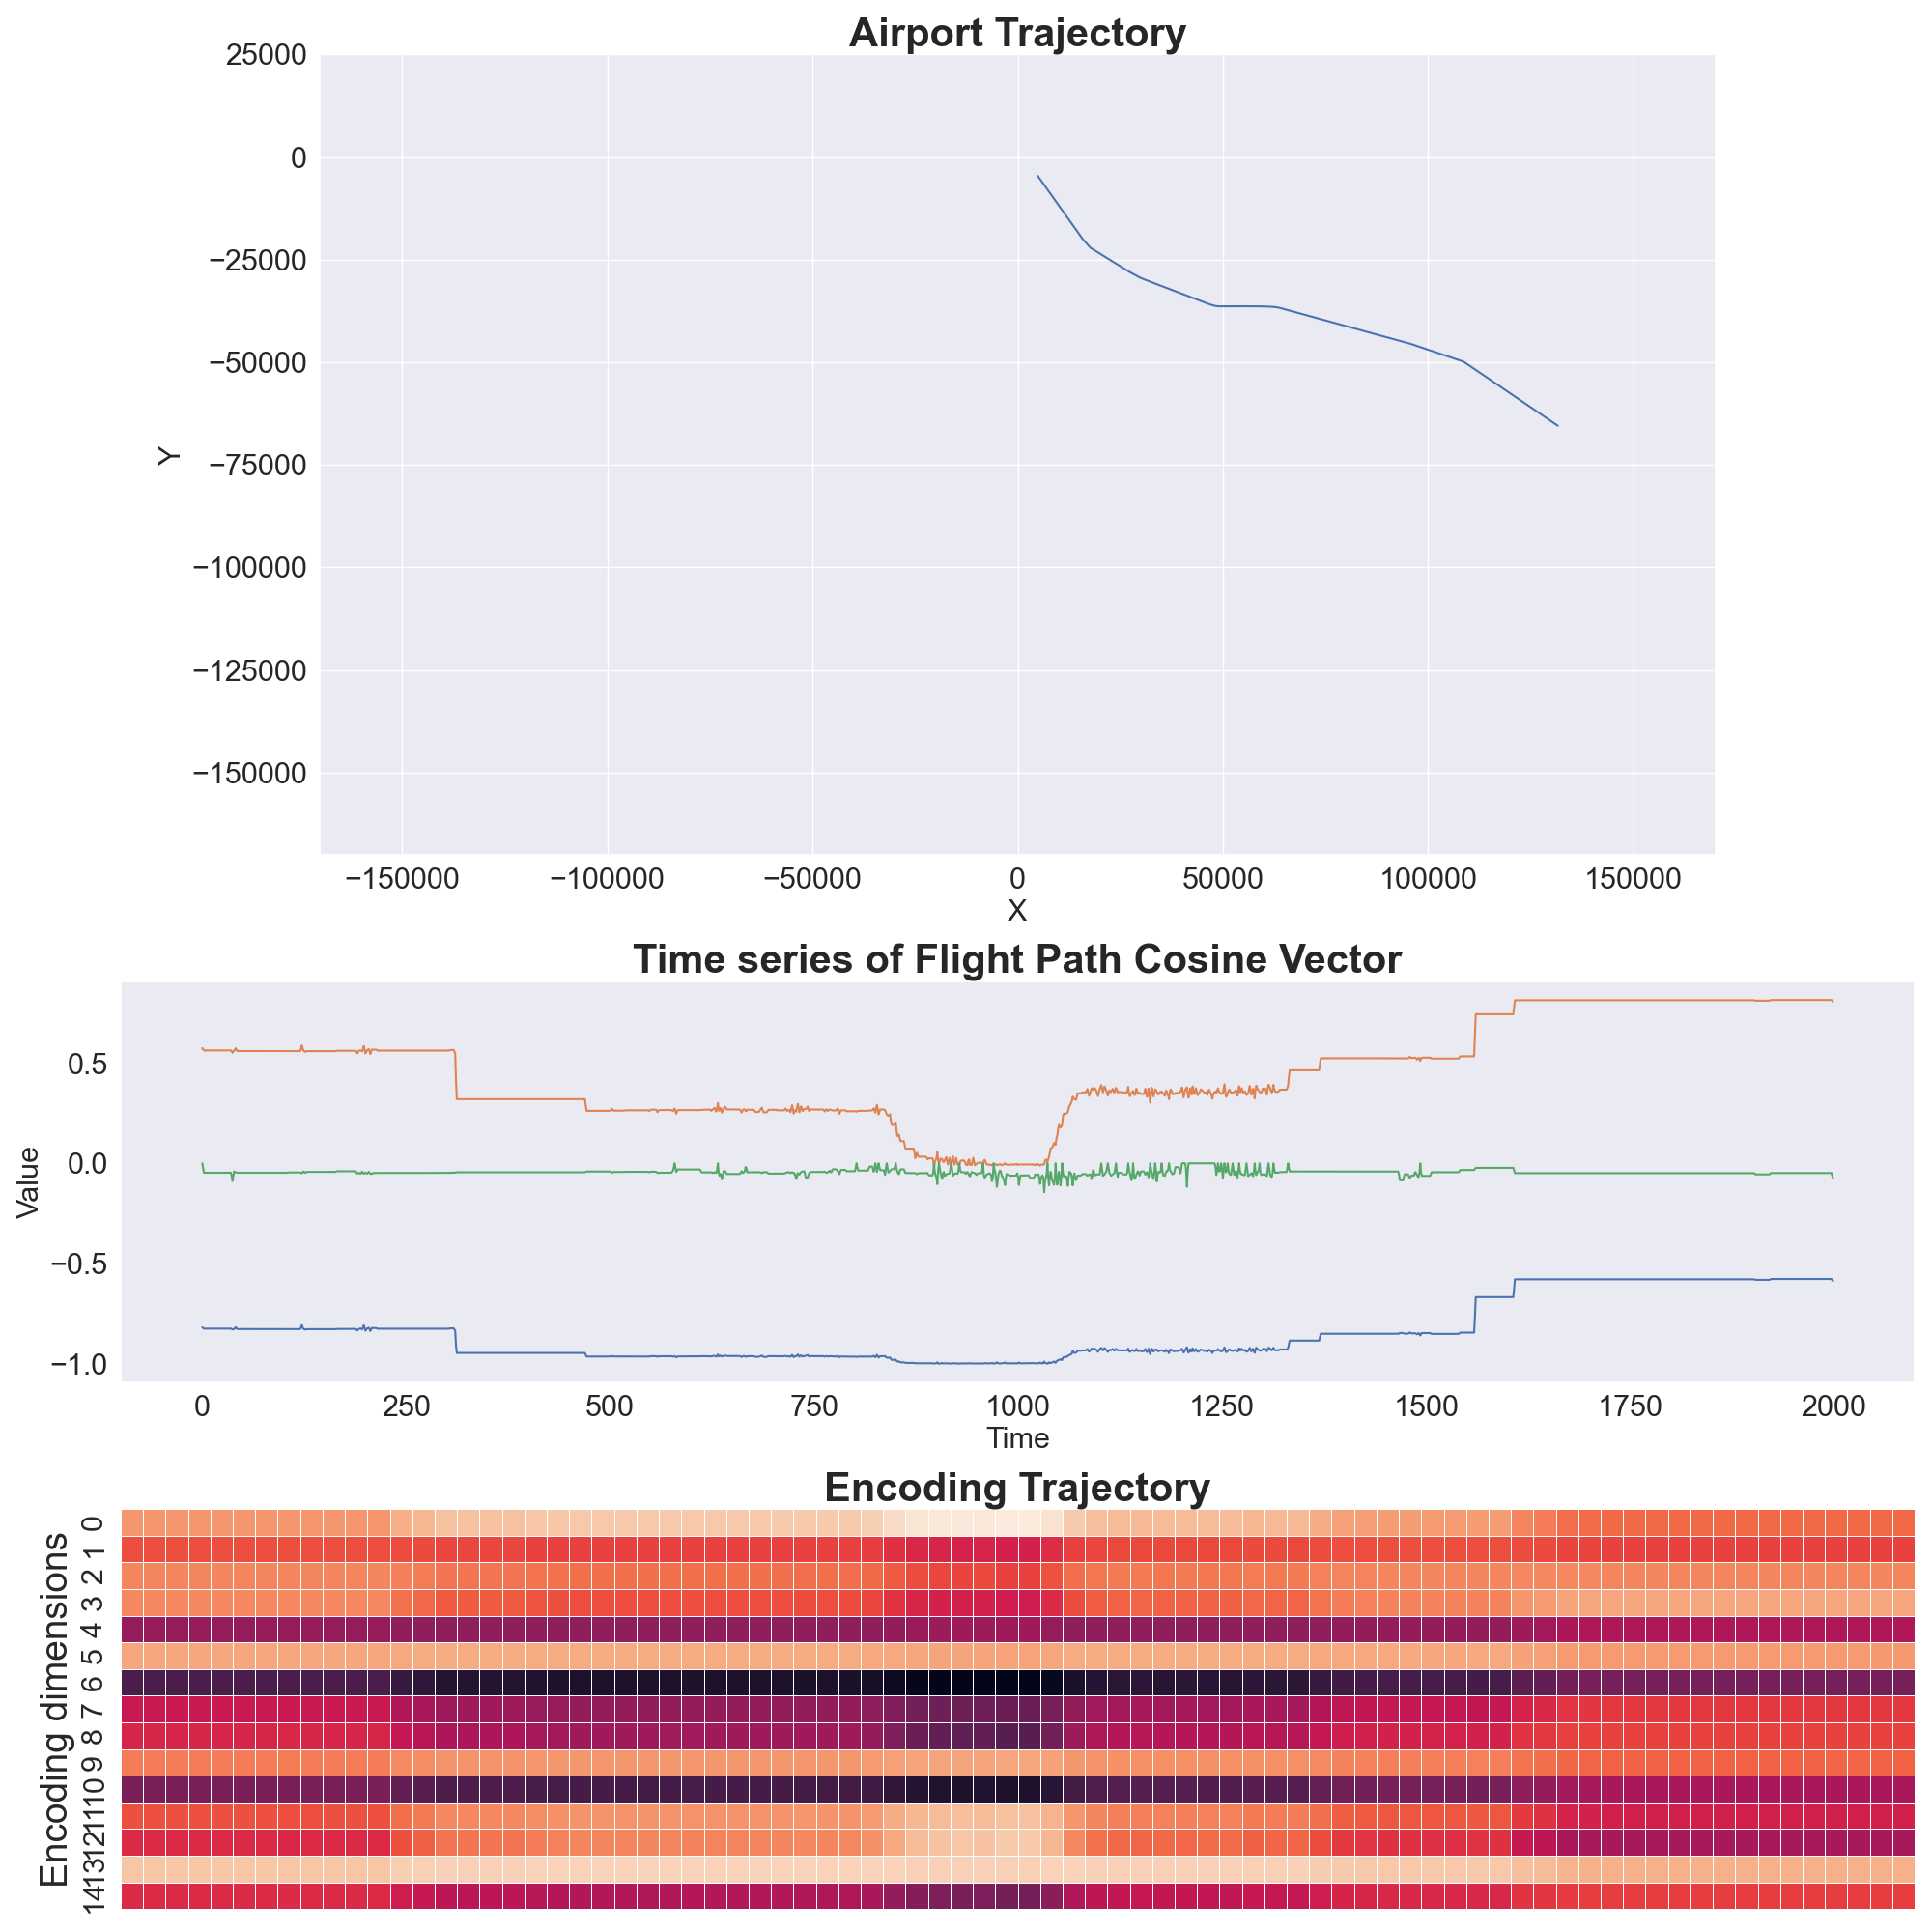 Airport Trajectory
25000
0
−25000
−50000
−75000
−100000
−125000
−150000
Y
−150000 −100000 −50000 0 50000 100000 150000
X
Time series of Flight Path Cosine Vector
0.5
0.0
−0.5
−1.0
Value
0 250 500 750 1000 1250 1500 1750 2000
Time
Encoding Trajectory
Encoding dimensions
0
1
2
3
4
5
6
7
8
9
10
11
12
13
14